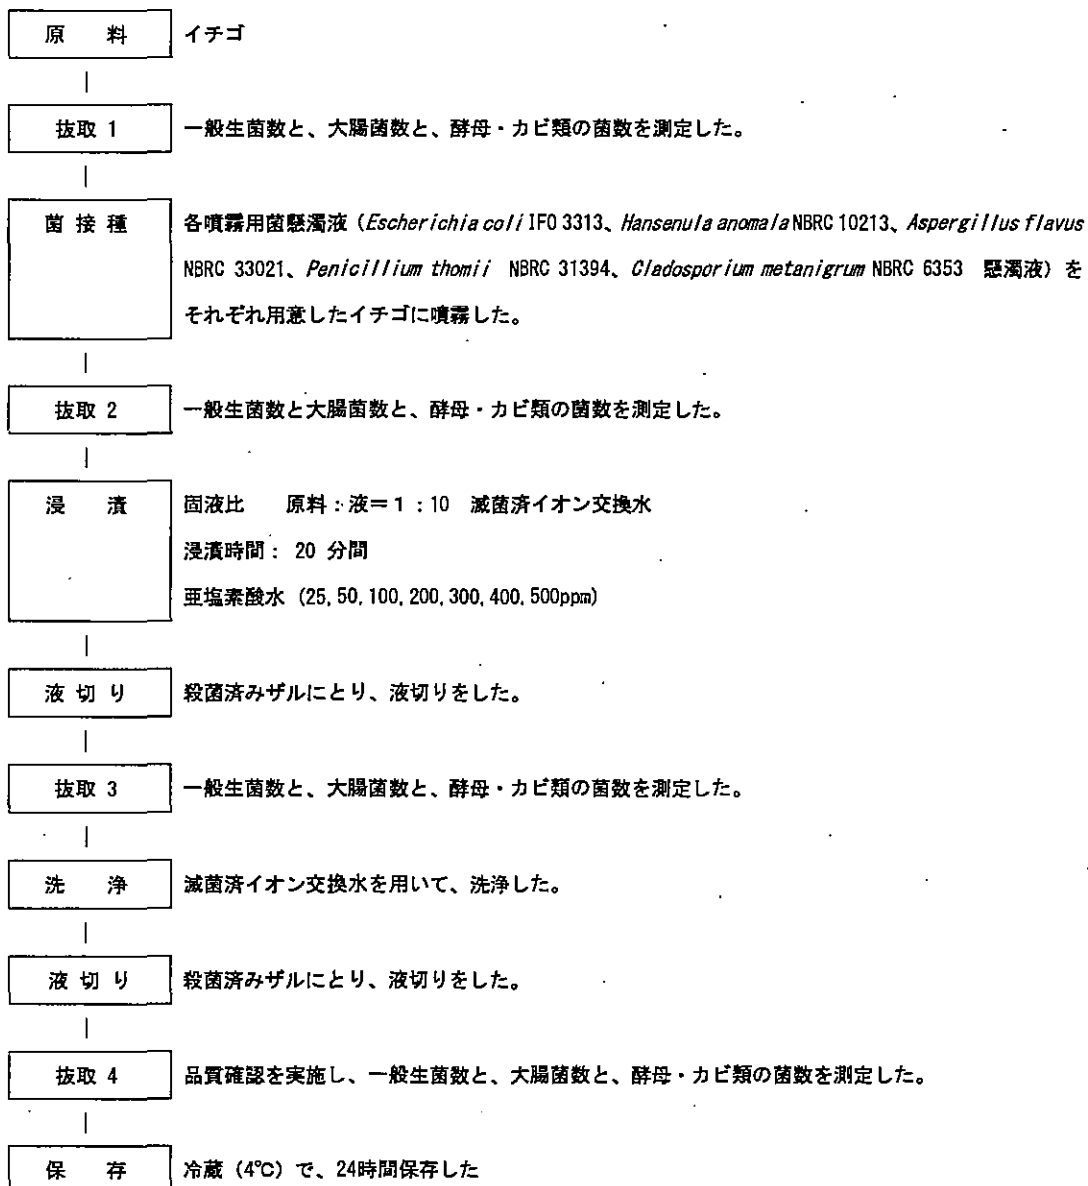 原　料　イチゴ
抜取 1　一般生菌数と、大腸菌数と、酵母・カビ類の菌数を測定した。
菌 接 種　各噴霧用菌懸濁液（Escherichia coli IFO 3313、Hansenula anomala NBRC 10213、Aspergillus flavus
NBRC 33021、Penicillium thomii NBRC 31394、Cladosporium metanigrum NBRC 6353　懸濁液）を
それぞれ用意したイチゴに噴霧した。
抜取 2　一般生菌数と大腸菌数と、酵母・カビ類の菌数を測定した。
浸　漬　固液比　原料：液＝1：10　滅菌済イオン交換水
浸漬時間： 20 分間
亜塩素酸水 (25, 50, 100, 200, 300, 400, 500ppm)
液 切 り　殺菌済みザルにとり、液切りをした。
抜取 3　一般生菌数と、大腸菌数と、酵母・カビ類の菌数を測定した。
洗　浄　滅菌済イオン交換水を用いて、洗浄した。
液 切 り　殺菌済みザルにとり、液切りをした。
抜取 4　品質確認を実施し、一般生菌数と、大腸菌数と、酵母・カビ類の菌数を測定した。
保　存　冷蔵（4℃）で、24時間保存した